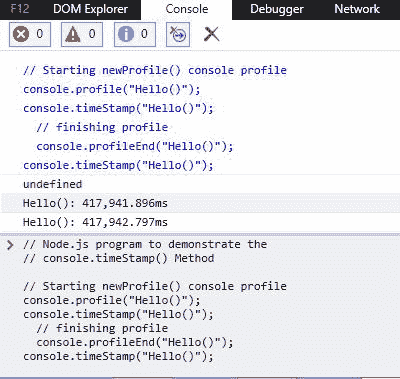 F12 DOM Explorer Console Debugger Network
0 0 0
// Starting newProfile() console profile
console.profile("Hello()");
console.timeStamp("Hello()");
// finishing profile
console.profileEnd("Hello()");
console.timeStamp("Hello()");
undefined
Hello(): 417,941.896ms
Hello(): 417,942.797ms
// Node.js program to demonstrate the
// console.timeStamp() Method
// Starting newProfile() console profile
console.profile("Hello()");
console.timeStamp("Hello()");
// finishing profile
console.profileEnd("Hello()");
console.timeStamp("Hello()");